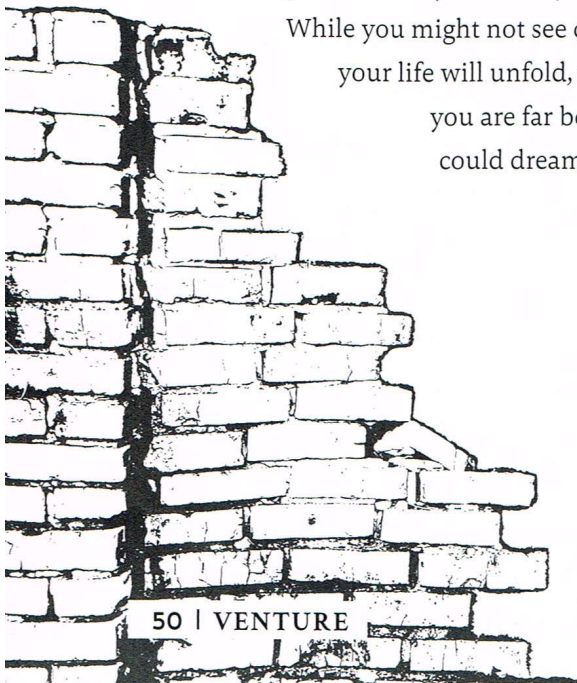 While you might not see
your life will unfold,
you are far
could dream
50 | VENTURE